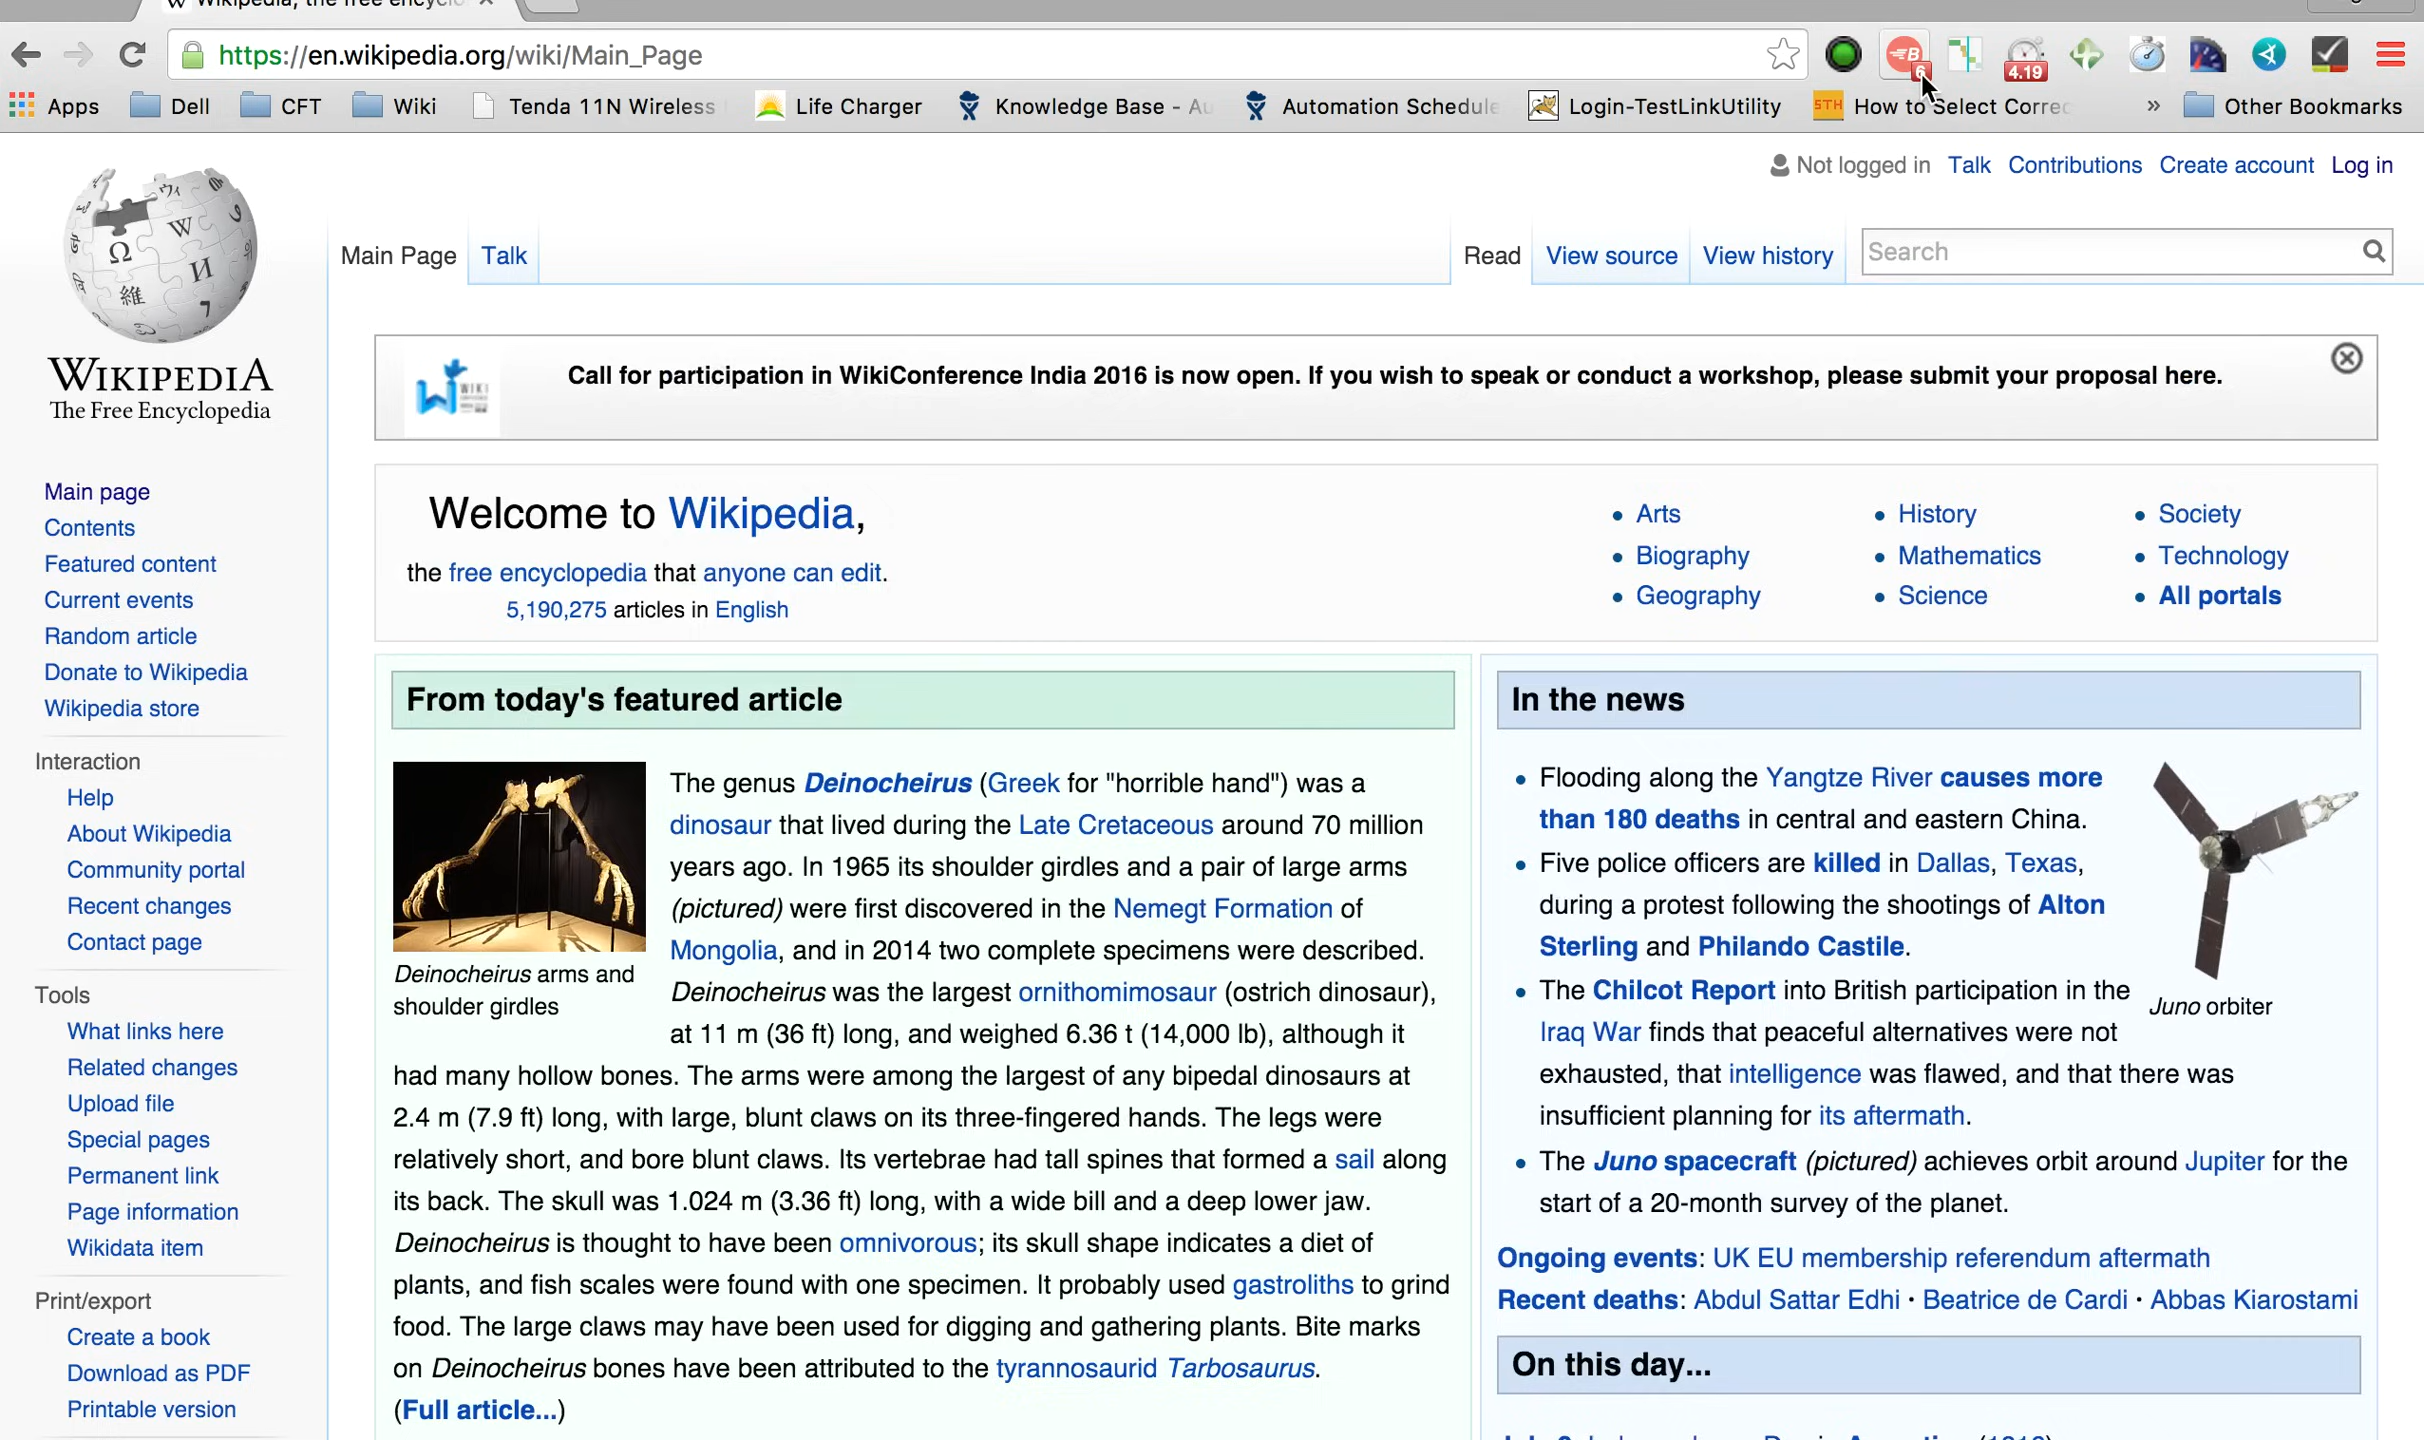 https://en.wikipedia.org/wiki/Main_Page
6
4.19
Apps Dell CFT Wiki Tenda 11N Wireless Life Charger Knowledge Base - Au Automation Schedule Login-TestLinkUtility STH How to Select Correc » Other Bookmarks
Not logged in Talk Contributions Create account Log in
Main Page Talk Read View source View history Search
WIKIPEDIA
The Free Encyclopedia
Main page
Contents
Featured content
Current events
Random article
Donate to Wikipedia
Wikipedia store
Interaction
Help
About Wikipedia
Community portal
Recent changes
Contact page
Tools
What links here
Related changes
Upload file
Special pages
Permanent link
Page information
Wikidata item
Print/export
Create a book
Download as PDF
Printable version
Call for participation in WikiConference India 2016 is now open. If you wish to speak or conduct a workshop, please submit your proposal here.
Welcome to Wikipedia,
the free encyclopedia that anyone can edit.
5,190,275 articles in English
Arts
Biography
Geography
History
Mathematics
Science
Society
Technology
All portals
From today's featured article
Deinocheirus arms and
shoulder girdles
The genus Deinocheirus (Greek for "horrible hand") was a
dinosaur that lived during the Late Cretaceous around 70 million
years ago. In 1965 its shoulder girdles and a pair of large arms
(pictured) were first discovered in the Nemegt Formation of
Mongolia, and in 2014 two complete specimens were described.
Deinocheirus was the largest ornithomimosaur (ostrich dinosaur),
at 11 m (36 ft) long, and weighed 6.36 t (14,000 lb), although it
had many hollow bones. The arms were among the largest of any bipedal dinosaurs at
2.4 m (7.9 ft) long, with large, blunt claws on its three-fingered hands. The legs were
relatively short, and bore blunt claws. Its vertebrae had tall spines that formed a sail along
its back. The skull was 1.024 m (3.36 ft) long, with a wide bill and a deep lower jaw.
Deinocheirus is thought to have been omnivorous; its skull shape indicates a diet of
plants, and fish scales were found with one specimen. It probably used gastroliths to grind
food. The large claws may have been used for digging and gathering plants. Bite marks
on Deinocheirus bones have been attributed to the tyrannosaurid Tarbosaurus.
(Full article...)
In the news
Flooding along the Yangtze River causes more
than 180 deaths in central and eastern China.
Five police officers are killed in Dallas, Texas,
during a protest following the shootings of Alton
Sterling and Philando Castile.
The Chilcot Report into British participation in the
Iraq War finds that peaceful alternatives were not
exhausted, that intelligence was flawed, and that there was
insufficient planning for its aftermath.
The Juno spacecraft (pictured) achieves orbit around Jupiter for the
start of a 20-month survey of the planet.
Juno orbiter
Ongoing events: UK EU membership referendum aftermath
Recent deaths: Abdul Sattar Edhi · Beatrice de Cardi · Abbas Kiarostami
On this day...